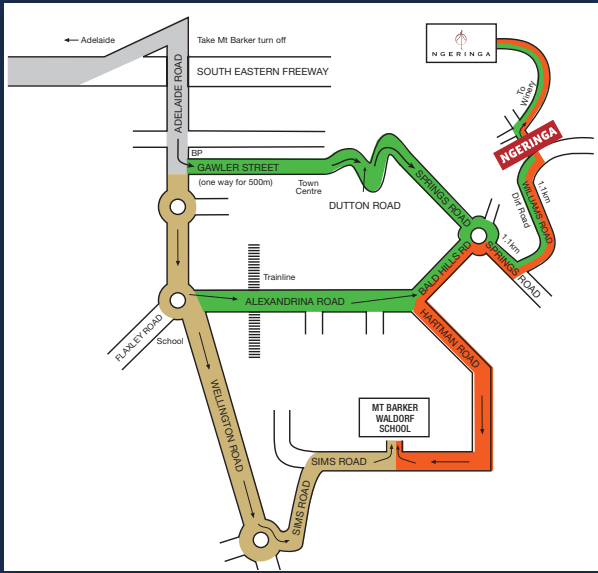 Adelaide
Take Mt Barker turn off
NGERINGA
SOUTH EASTERN FREEWAY
ADELAIDE ROAD
To
Winery
NGERINGA
BP
GAWLER STREET
(one way for 500m)
Town
Centre
DUTTON ROAD
SPRINGS ROAD
1.1km
WILLIAMS ROAD
Dirt Road
1.1km
SPRINGS
ROAD
BALD HILLS RD
Trainline
ALEXANDRINA ROAD
FLAXLEY ROAD
School
HARTMAN ROAD
WELLINGTON ROAD
MT BARKER
WALDORF
SCHOOL
SIMS ROAD
SIMS ROAD